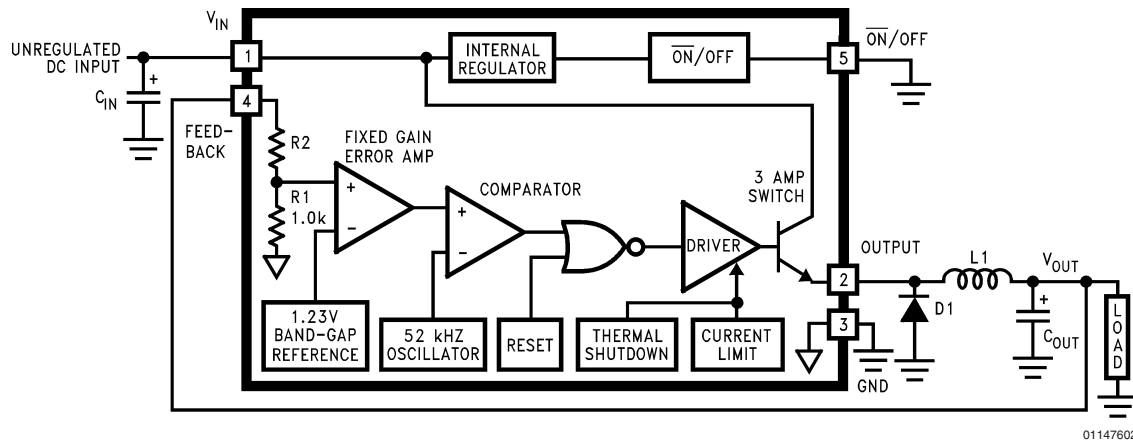 V_IN
UNREGULATED
DC INPUT
+
C_IN
1
4
FEED-
BACK
INTERNAL
REGULATOR
O̅N̅/OFF
5
O̅N̅/OFF
R2
R1
1.0k
FIXED GAIN
ERROR AMP
+
−
COMPARATOR
+
−
DRIVER
3 AMP
SWITCH
1.23V
BAND-GAP
REFERENCE
52 kHZ
OSCILLATOR
RESET
THERMAL
SHUTDOWN
CURRENT
LIMIT
OUTPUT
2
3
GND
D1
L1
V_OUT
+
C_OUT
LOAD
01147602